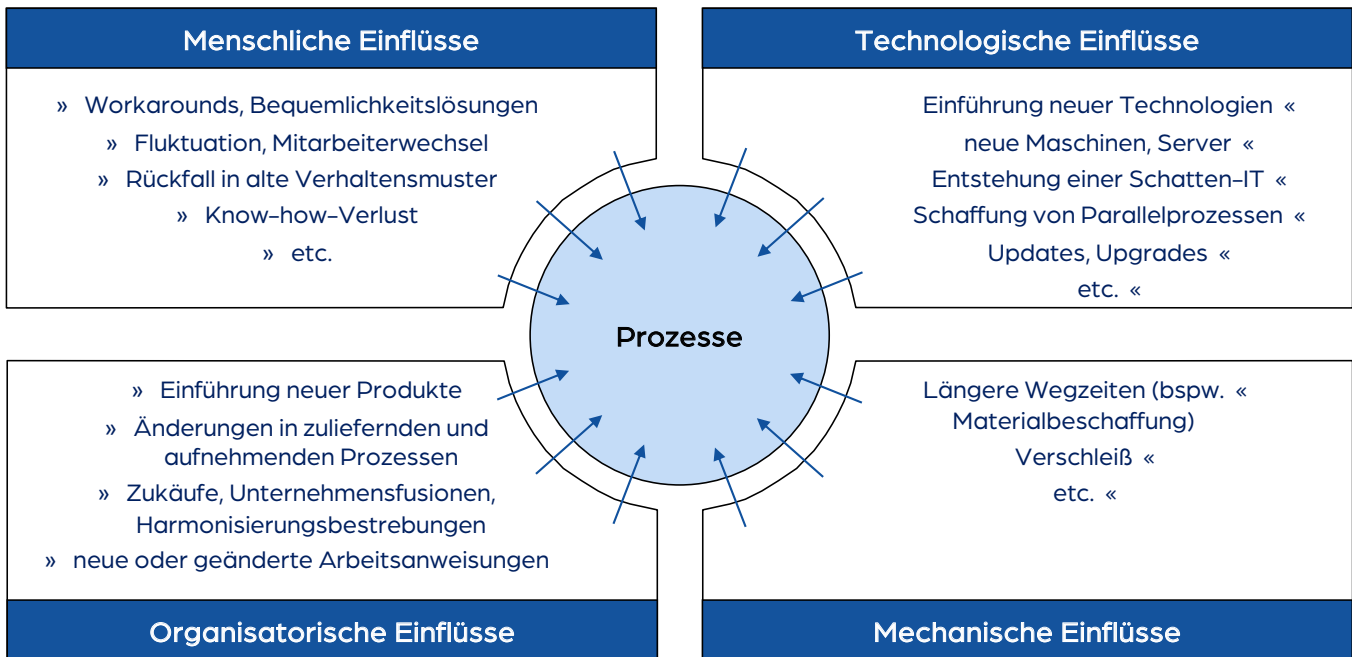 Menschliche Einflüsse
» Workarounds, Bequemlichkeitslösungen
» Fluktuation, Mitarbeiterwechsel
» Rückfall in alte Verhaltensmuster
» Know-how-Verlust
» etc.
Technologische Einflüsse
Einführung neuer Technologien «
neue Maschinen, Server «
Entstehung einer Schatten-IT «
Schaffung von Parallelprozessen «
Updates, Upgrades «
etc. «
Prozesse
» Einführung neuer Produkte
» Änderungen in zuliefernden und
aufnehmenden Prozessen
» Zukäufe, Unternehmensfusionen,
Harmonisierungsbestrebungen
» neue oder geänderte Arbeitsanweisungen
Organisatorische Einflüsse
Längere Wegzeiten (bspw. «
Materialbeschaffung)
Verschleiß «
etc. «
Mechanische Einflüsse